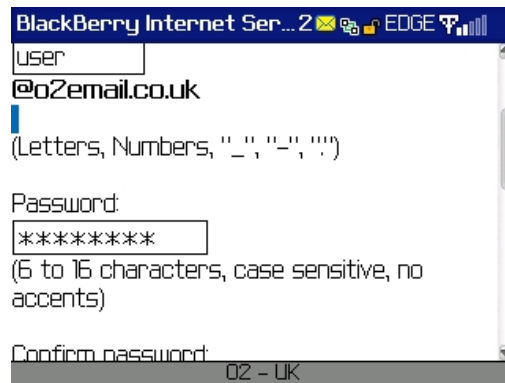 BlackBerry Internet Ser... 2 EDGE
user
@o2email.co.uk
(Letters, Numbers, "_", "-", ".")
Password:
********
(6 to 16 characters, case sensitive, no
accents)
Confirm password:
O2 - UK